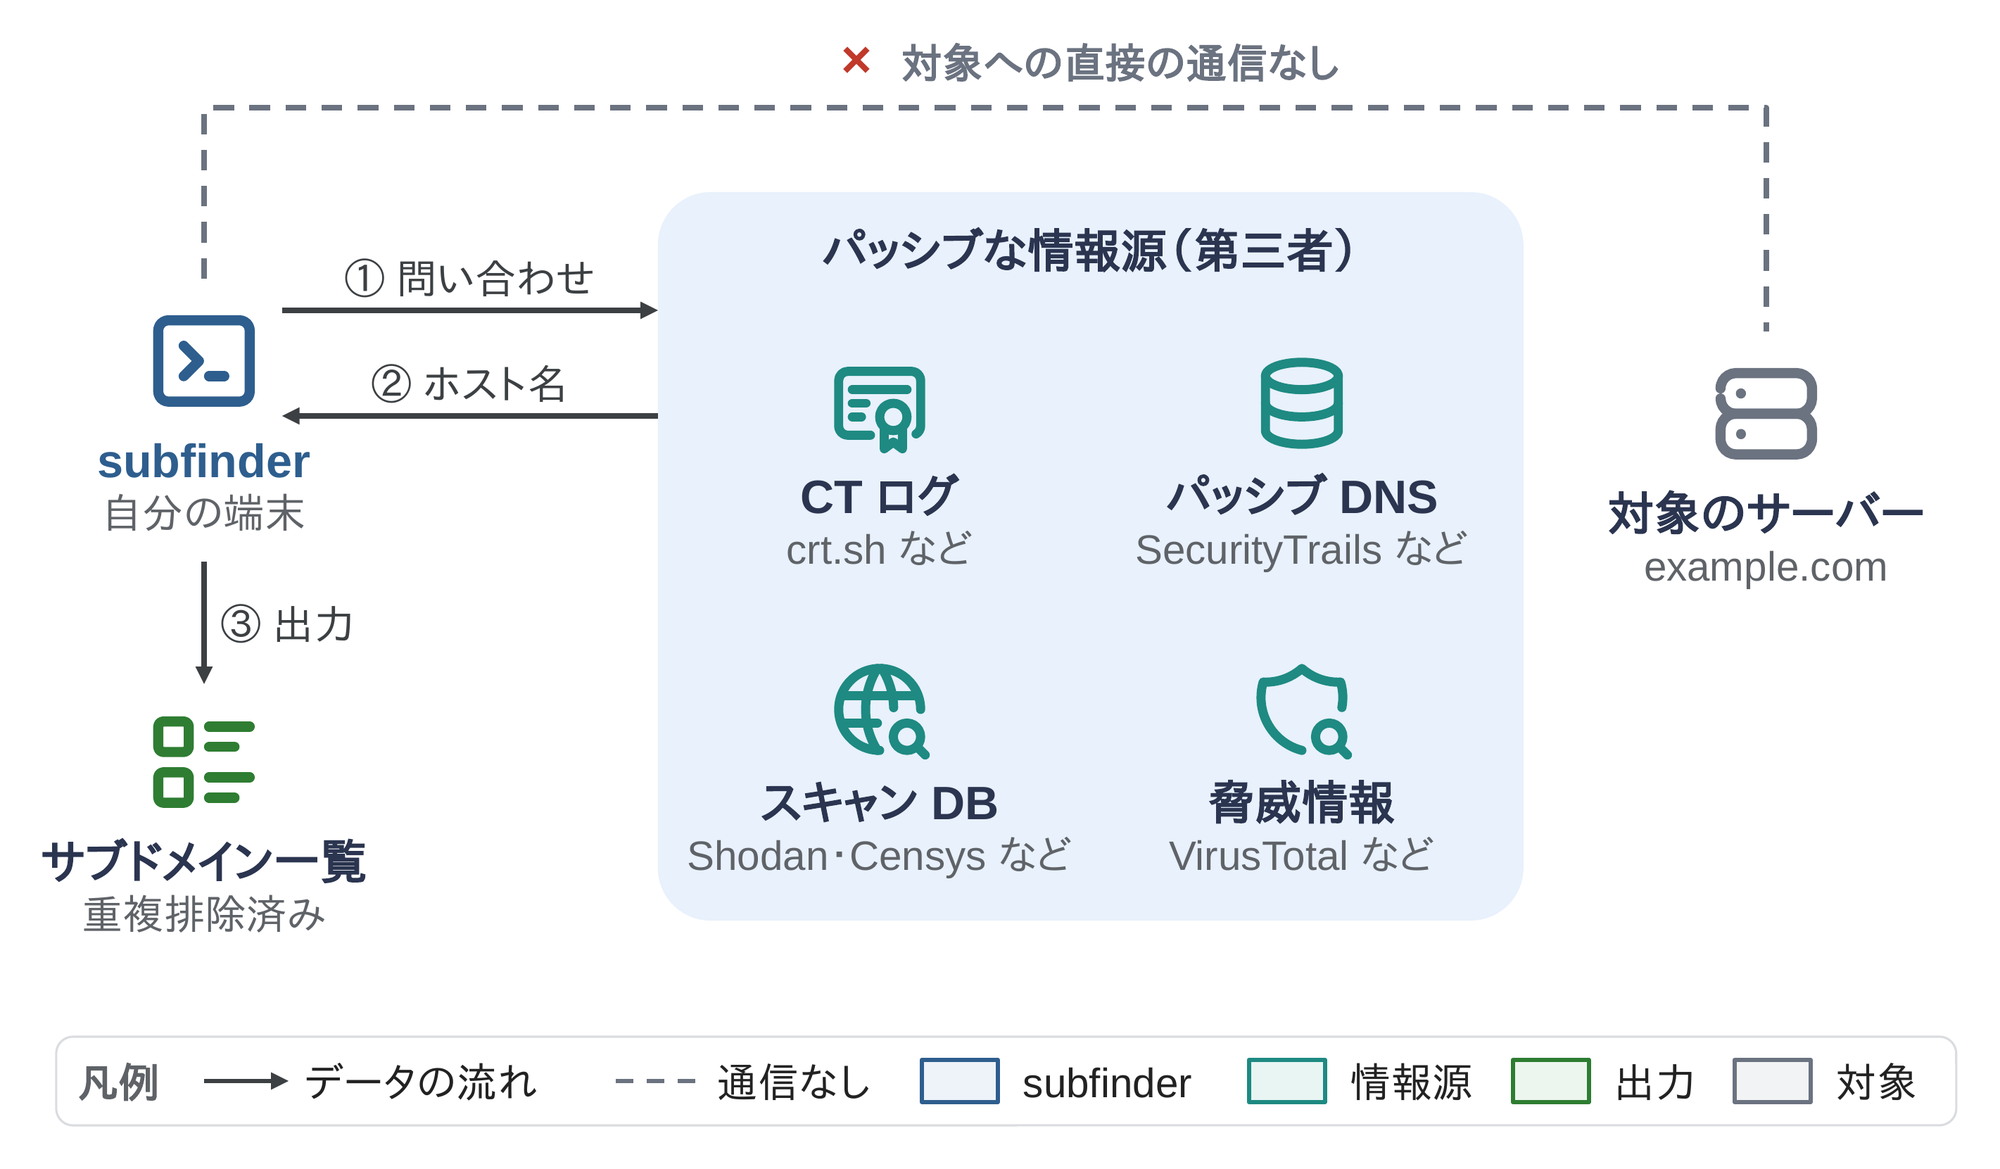 × 対象への直接の通信なし
パッシブな情報源（第三者）
① 問い合わせ
② ホスト名
subfinder
自分の端末
CT ログ
crt.sh など
パッシブ DNS
SecurityTrails など
対象のサーバー
example.com
③ 出力
スキャン DB
Shodan・Censys など
脅威情報
VirusTotal など
サブドメイン一覧
重複排除済み
凡例 データの流れ 通信なし subfinder 情報源 出力 対象